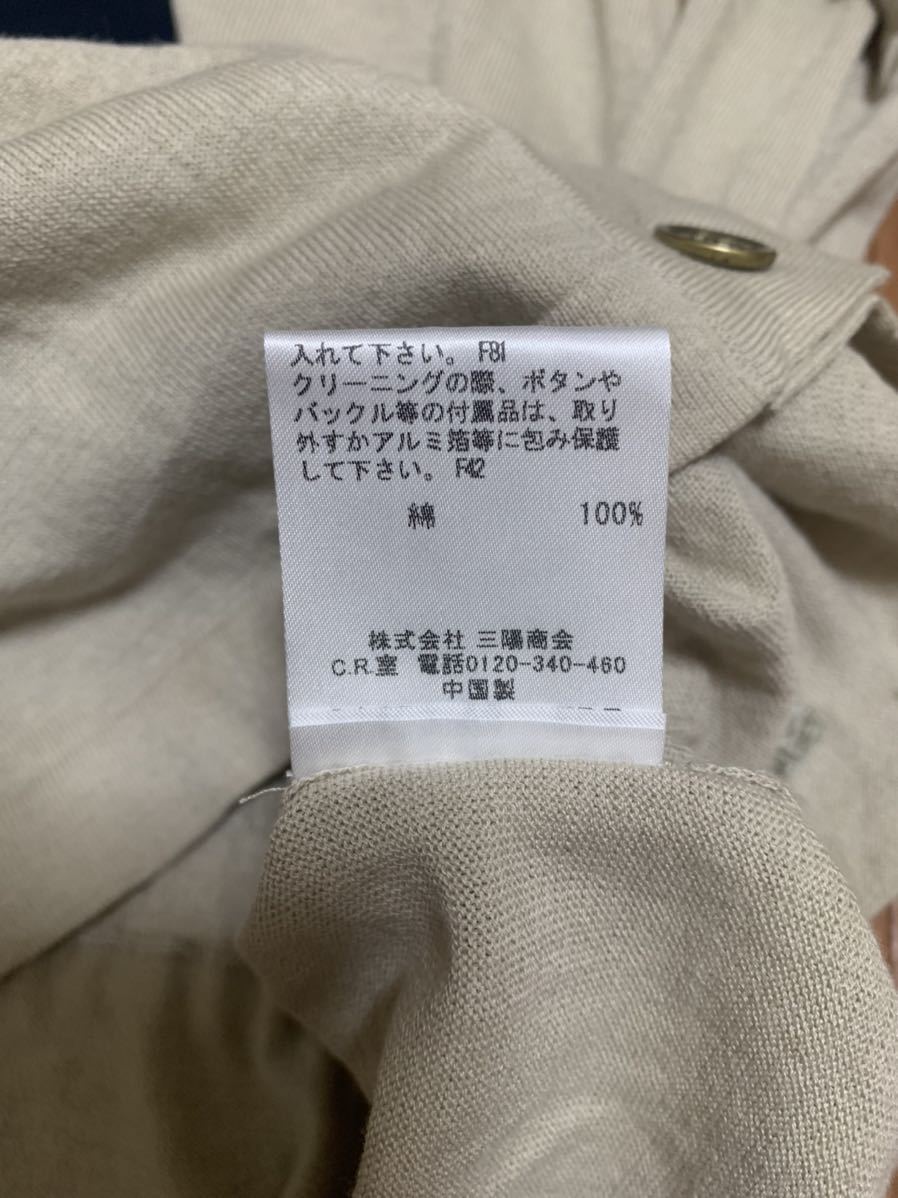 入れて下さい。 F81
クリーニングの際、ボタンや
バックル等の付属品は、取り
外すかアルミ箔等に包み保護
して下さい。 F42
綿 100%
株式会社 三陽商会
C.R.室 電話0120-340-460
中国製